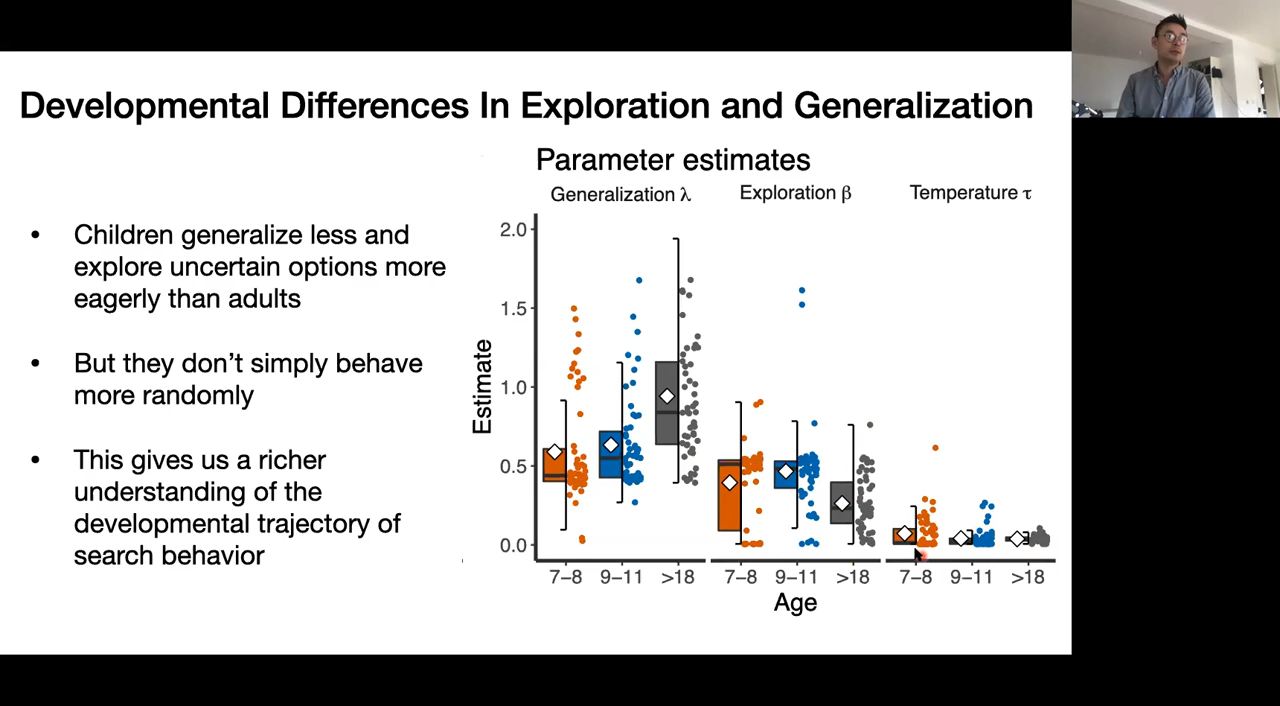 Developmental Differences In Exploration and Generalization
• Children generalize less and
explore uncertain options more
eagerly than adults
• But they don’t simply behave
more randomly
• This gives us a richer
understanding of the
developmental trajectory of
search behavior
Parameter estimates
Generalization λ
Exploration β
Temperature τ
Estimate
2.0
1.5
1.0
0.5
0.0
7–8 9–11 >18
7–8 9–11 >18
7–8 9–11 >18
Age